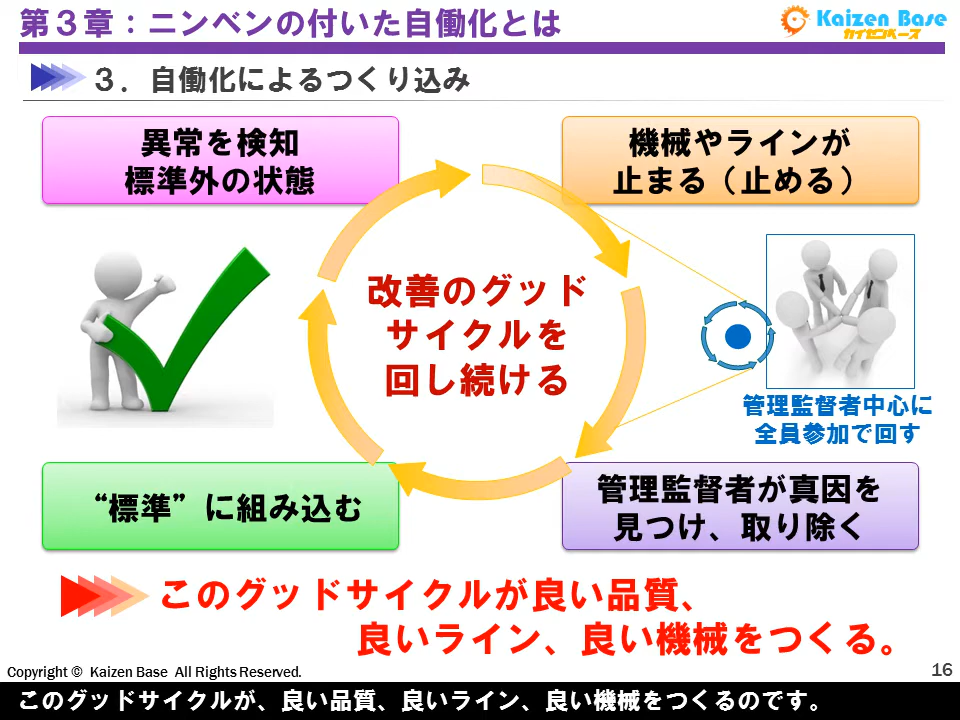 第３章：ニンベンの付いた自働化とは
Kaizen Base
カイゼンベース
３．自働化によるつくり込み
異常を検知
標準外の状態
機械やラインが
止まる（止める）
改善のグッド
サイクルを
回し続ける
管理監督者中心に
全員参加で回す
“標準”に組み込む
管理監督者が真因を
見つけ、取り除く
このグッドサイクルが良い品質、
良いライン、良い機械をつくる。
Copyright © Kaizen Base All Rights Reserved.
16
このグッドサイクルが、良い品質、良いライン、良い機械をつくるのです。